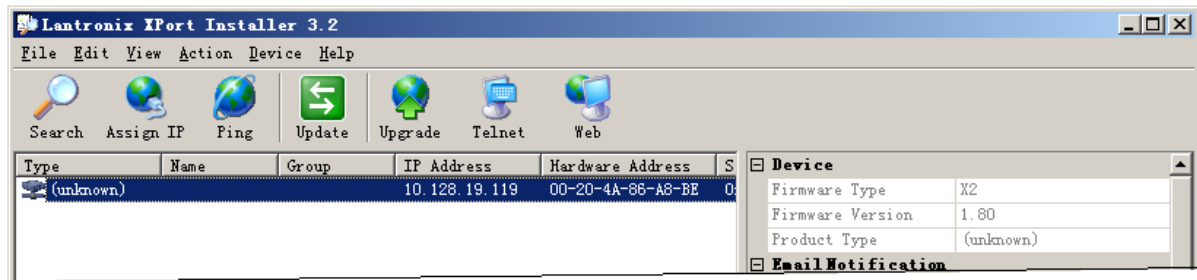 Lantronix XPort Installer 3.2
File Edit View Action Device Help
Search Assign IP Ping Update Upgrade Telnet Web
Type Name Group IP Address Hardware Address S
(unknown) 10.128.19.119 00-20-4A-86-A8-BE 0
Device
Firmware Type X2
Firmware Version 1.80
Product Type (unknown)
Email Notification